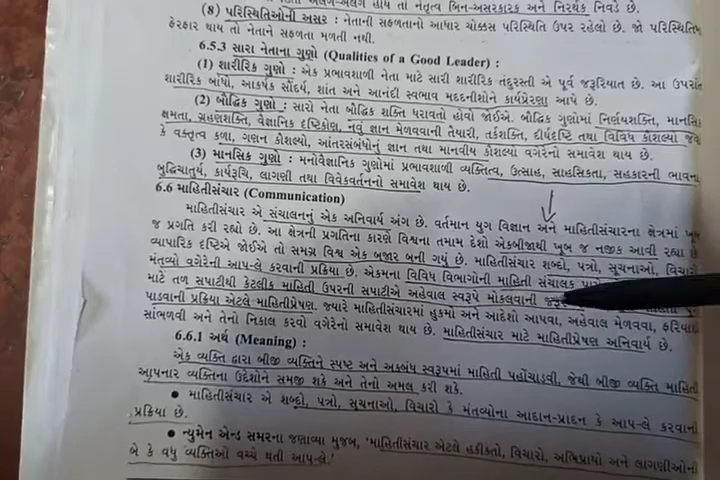 (8) પરિસ્થિતિઓની અસર : નેતાની સફળતાનો આધાર ચોક્કસ પરિસ્થિતિ ઉપર રહેલો છે. જો
ફેરફાર થાય તો નેતાને સફળતા મળતી નથી.
6.5.3 સારા નેતાના ગુણો (Qualities of a Good Leader) :
(1) શારીરિક ગુણો : એક પ્રભાવશાળી નેતા માટે સારી શારીરિક તંદુરસ્તી એ પૂર્વ જરૂરિયાત છે. આ ઉપરાંત
શારીરિક બાંધો, આકર્ષક સૌંદર્ય, શાંત અને આનંદી સ્વભાવ મદદનીશોને કાર્યપ્રેરણા આપે છે.
(2) બૌદ્ધિક ગુણો : સારો નેતા બૌદ્ધિક શક્તિ ધરાવતો હોવો જોઈએ. બૌદ્ધિક ગુણોમાં નિર્ણયશક્તિ,
ક્ષમતા, ગ્રહણશક્તિ, વૈજ્ઞાનિક દૃષ્ટિકોણ, નવું જ્ઞાન મેળવવાની તૈયારી, તર્કશક્તિ, દીર્ઘદૃષ્ટિ તથા વિવિધ કૌશલ્યો
કે વક્તૃત્વ કળા, ગણન કૌશલ્યો, આંતરસંબંધોનું જ્ઞાન તથા માનવીય કૌશલ્યો વગેરેનો સમાવેશ થાય છે.
(3) માનસિક ગુણો : મનોવૈજ્ઞાનિક ગુણોમાં પ્રભાવશાળી વ્યક્તિત્વ, ઉત્સાહ, સાહસિકતા, સહકારની ભાવના
બુદ્ધિચાતુર્ય, કાર્યરુચિ, લાગણી તથા વિવેકવર્તનનો સમાવેશ થાય છે.
6.6 માહિતીસંચાર (Communication)
માહિતીસંચાર એ સંચાલનનું એક અનિવાર્ય અંગ છે. વર્તમાન યુગ વિજ્ઞાન અને માહિતીસંચારના ક્ષેત્રમાં ખૂબ
જ પ્રગતિ કરી રહ્યો છે. આ ક્ષેત્રની પ્રગતિના કારણે વિશ્વના તમામ દેશો એકબીજાથી ખૂબ જ નજીક આવી રહ્યા છે
વ્યાપારિક દૃષ્ટિએ જોઈએ તો સમગ્ર વિશ્વ એક બજાર બની ગયું છે. માહિતીસંચાર શબ્દો, પત્રો, સૂચનાઓ, વિચારો
મંતવ્યો વગેરેની આપ-લે કરવાની પ્રક્રિયા છે. એકમના વિવિધ વિભાગોની માહિતી સંચાલક
માટે તળ સપાટીથી કેટલીક માહિતી ઉપરની સપાટીએ અહેવાલ સ્વરૂપે મોકલવાની
પાડવાની પ્રક્રિયા એટલે માહિતીપ્રેષણ. જ્યારે માહિતીસંચારમાં હુકમો અને આદેશો આપવા, અહેવાલ મેળવવા, ફરિયાદ
સાંભળવી અને તેનો નિકાલ કરવો વગેરેનો સમાવેશ થાય છે. માહિતીસંચાર માટે માહિતીપ્રેષણ અનિવાર્ય છે.
6.6.1 અર્થ (Meaning) :
એક વ્યક્તિ દ્વારા બીજી વ્યક્તિને સ્પષ્ટ અને અકબંધ સ્વરૂપમાં માહિતી પહોંચાડવી, જેથી બીજી વ્યક્તિ માહિતી
આપનાર વ્યક્તિના ઉદ્દેશોને સમજી શકે અને તેનો અમલ કરી શકે.
• માહિતીસંચાર એ શબ્દો, પત્રો, સૂચનાઓ, વિચારો કે મંતવ્યોના આદાન-પ્રદાન કે આપ-લે કરવાની
પ્રક્રિયા છે.
• ન્યુમેન એન્ડ સમરના જણાવ્યા મુજબ, 'માહિતીસંચાર એટલે હકીકતો, વિચારો, અભિપ્રાયો અને લાગણીઓની
બે કે વધુ વ્યક્તિઓ વચ્ચે થતી આપ-લે.'